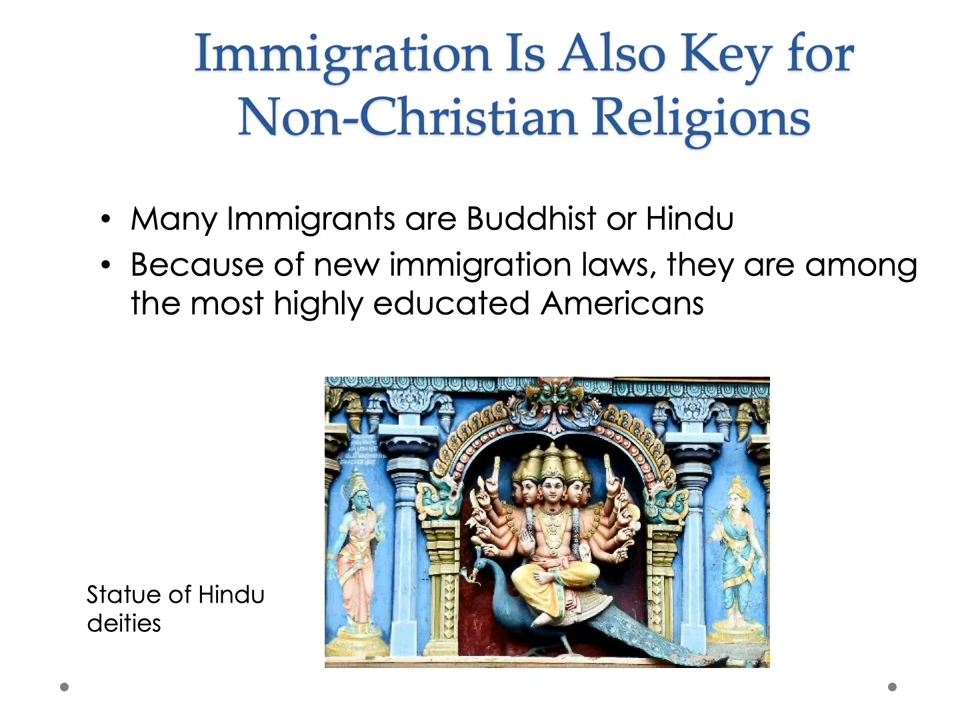 Immigration Is Also Key for
Non-Christian Religions
• Many Immigrants are Buddhist or Hindu
• Because of new immigration laws, they are among
the most highly educated Americans
Statue of Hindu
deities